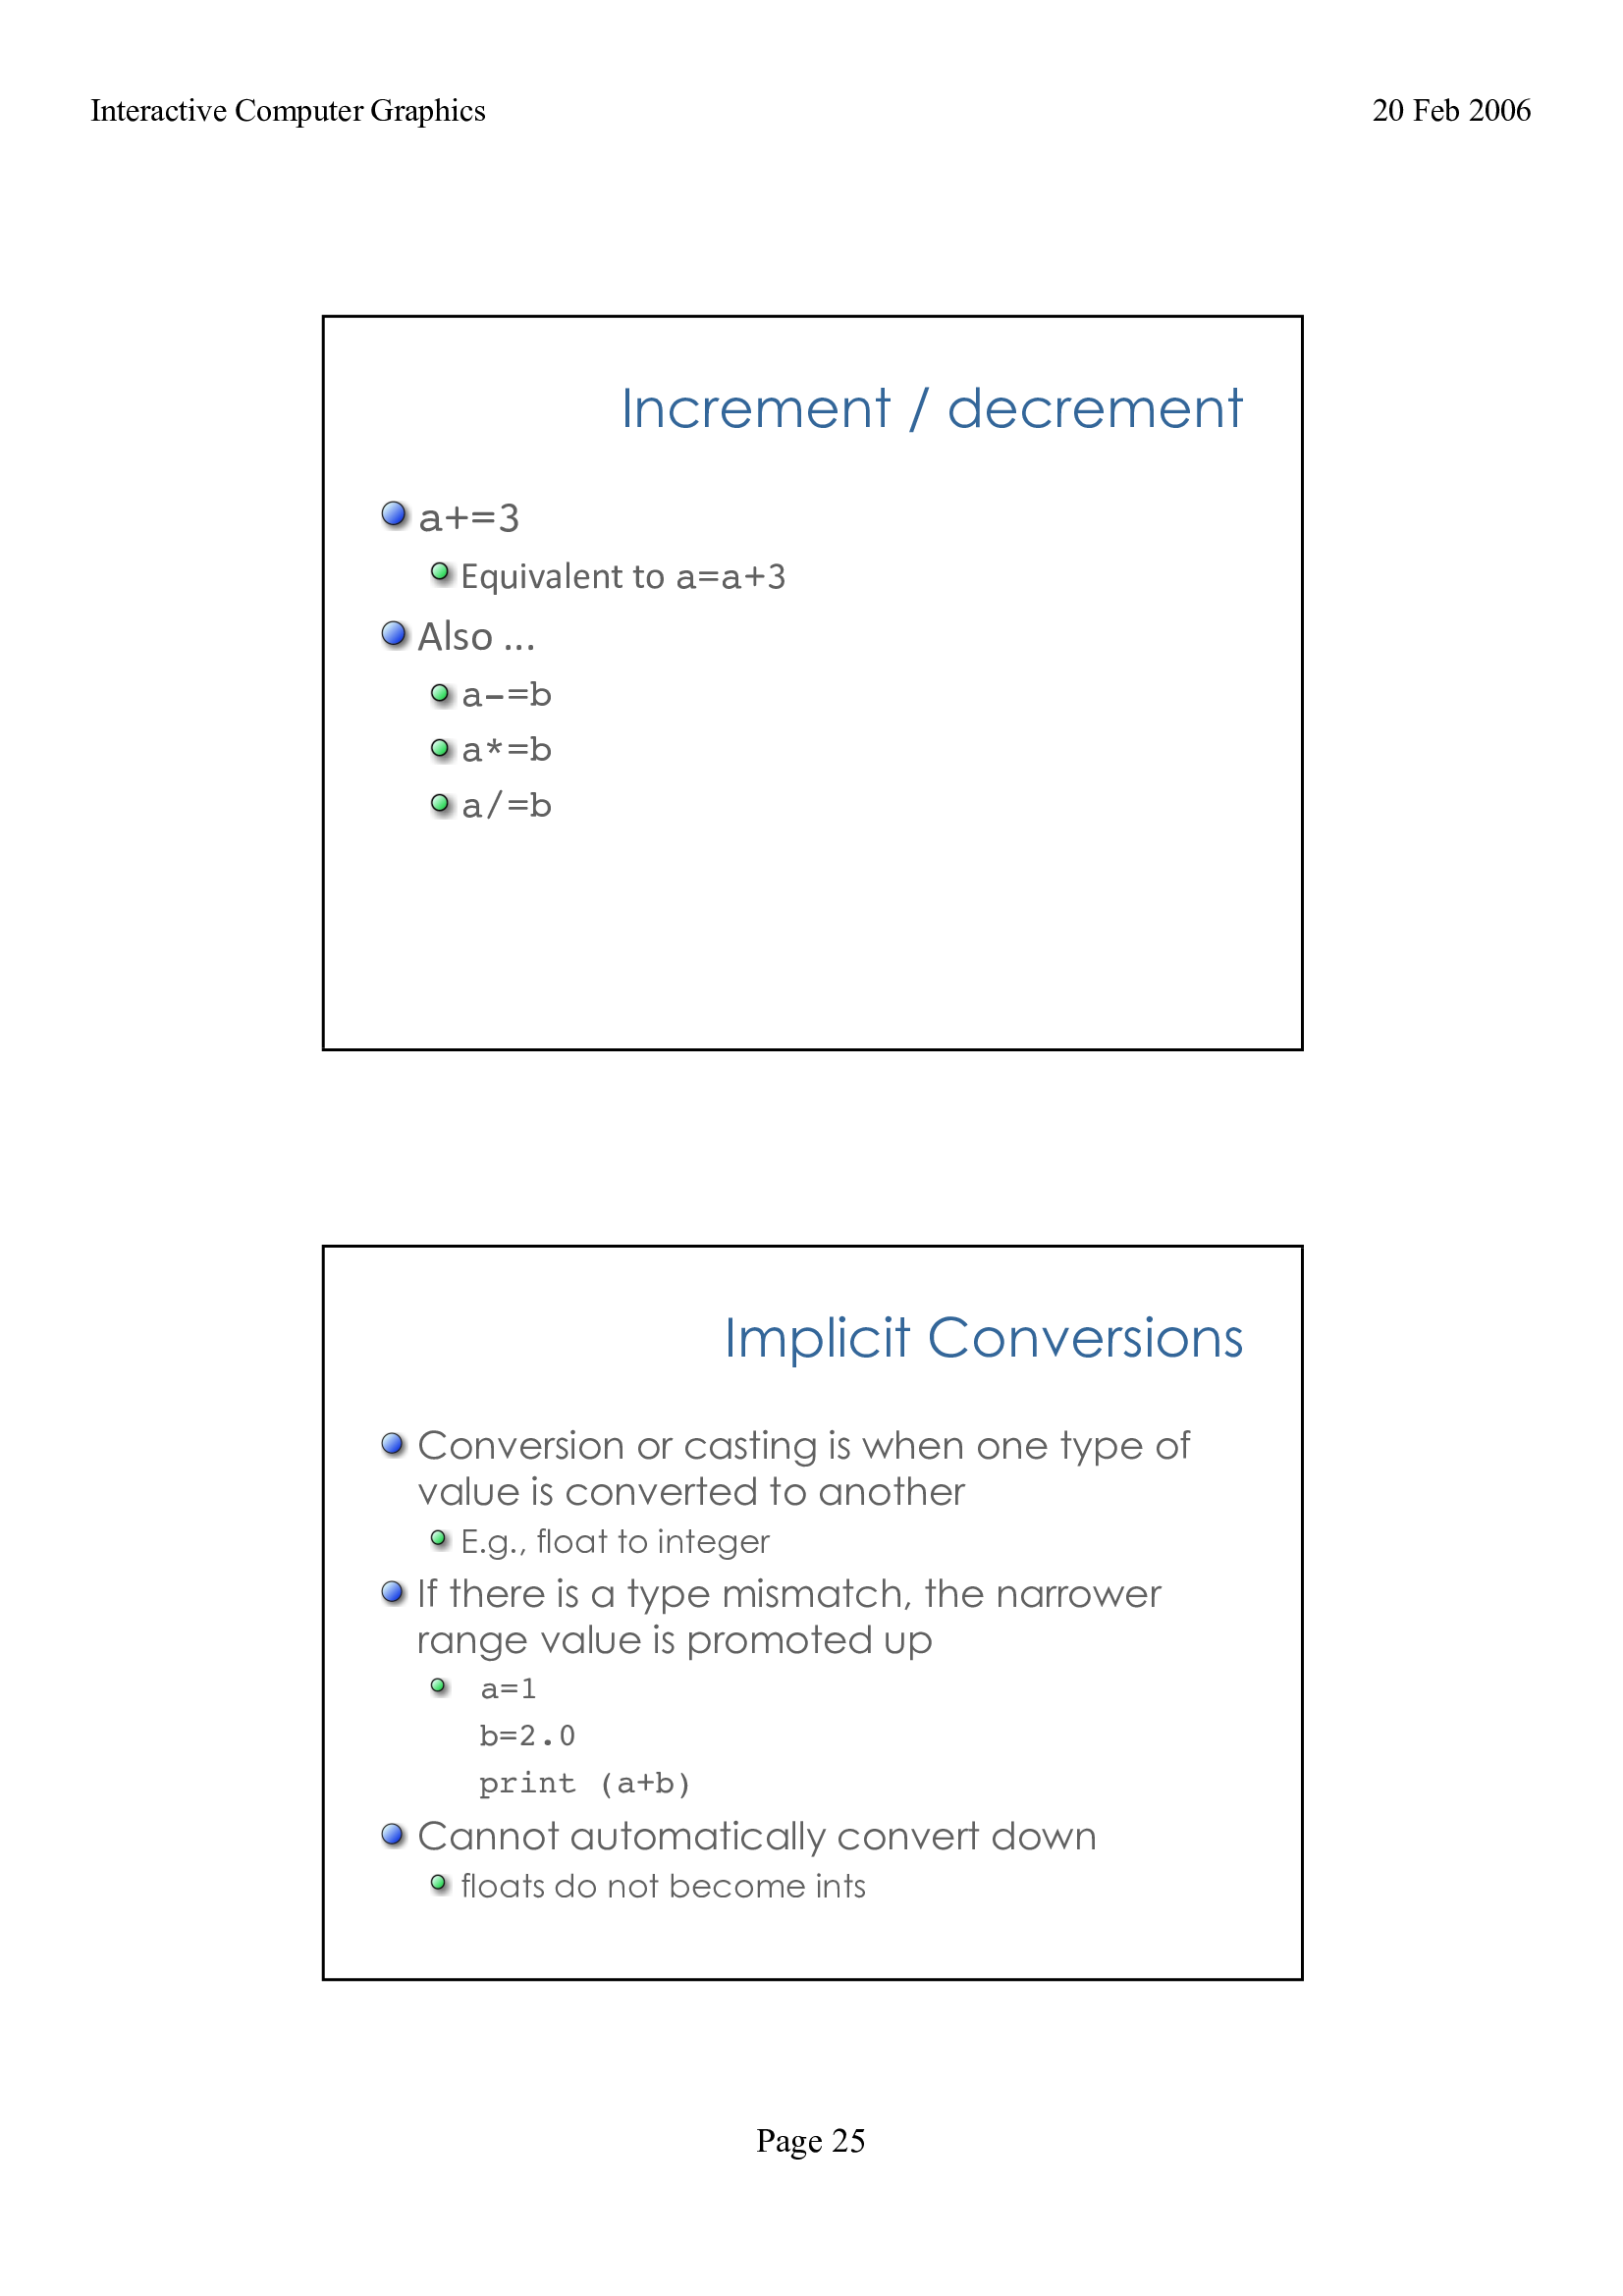 Interactive Computer Graphics
20 Feb 2006
Increment / decrement
a+=3
Equivalent to a=a+3
Also ...
a-=b
a*=b
a/=b
Implicit Conversions
Conversion or casting is when one type of
value is converted to another
E.g., float to integer
If there is a type mismatch, the narrower
range value is promoted up
a=1
b=2.0
print (a+b)
Cannot automatically convert down
floats do not become ints
Page 25